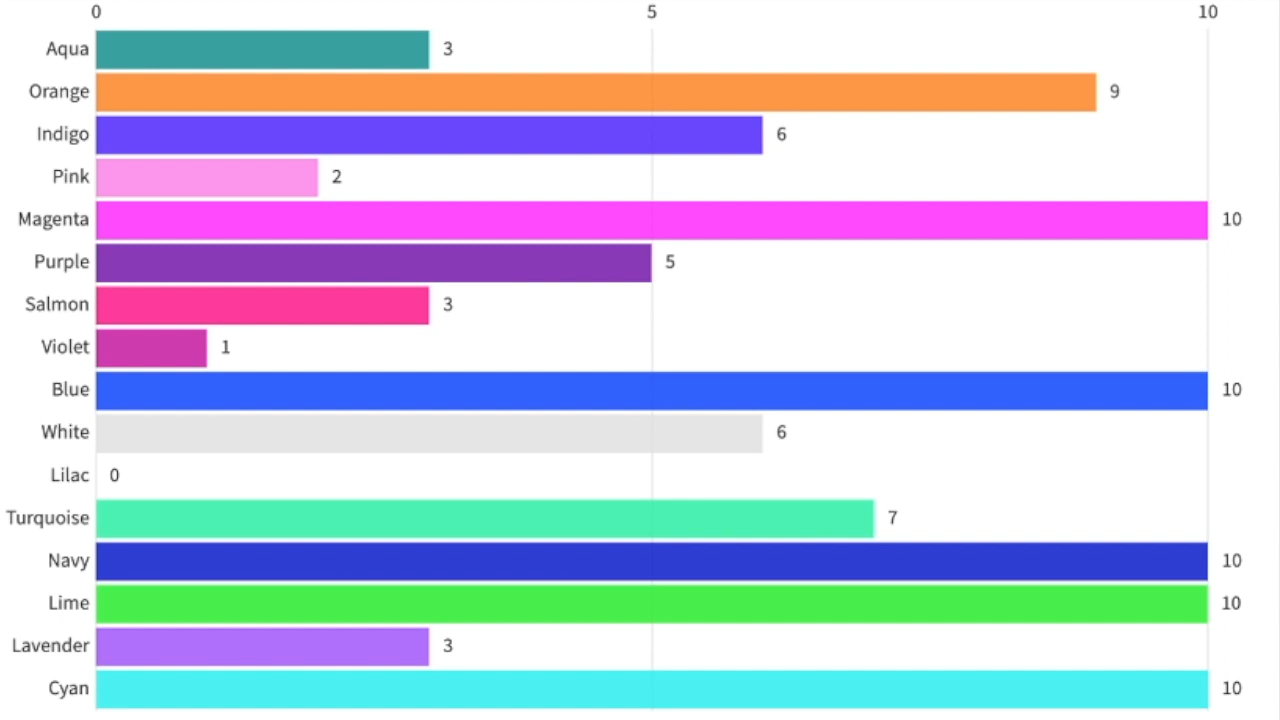 0 5 10
Aqua 3
Orange 9
Indigo 6
Pink 2
Magenta 10
Purple 5
Salmon 3
Violet 1
Blue 10
White 6
Lilac 0
Turquoise 7
Navy 10
Lime 10
Lavender 3
Cyan 10